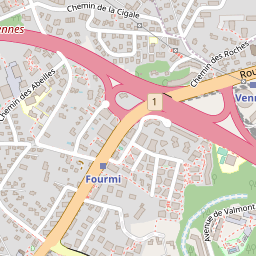 Chemin de la Cigale
ennes
Chemin des Roches
Chemin des Abeilles
Rou
1
Venn
Fourmi
Avenue de Valmont